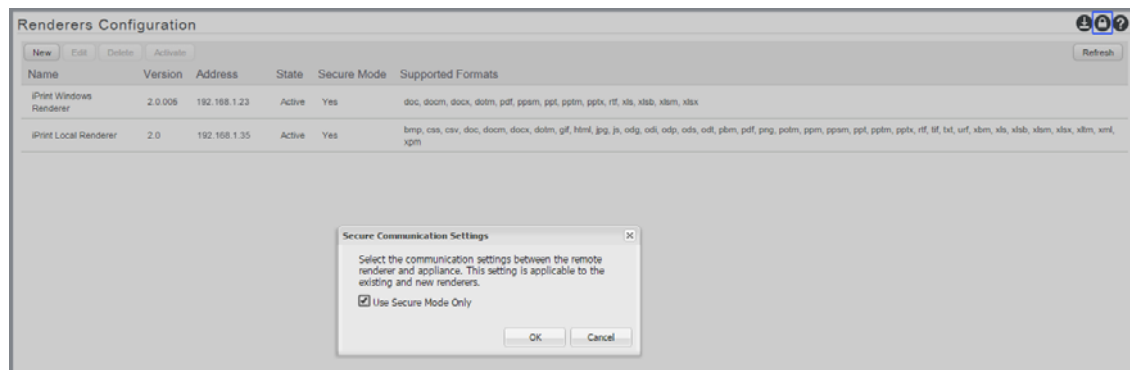 Renderers Configuration
New Edit Delete Activate Refresh
Name Version Address State Secure Mode Supported Formats
iPrint Windows
Renderer
2.0.006 192.168.1.23 Active Yes doc, docm, docx, dotm, pdf, ppsm, ppt, pptm, pptx, rtf, xls, xlsb, xlsm, xlsx
iPrint Local Renderer 2.0 192.168.1.35 Active Yes bmp, css, csv, doc, docm, docx, dotm, gif, html, jpg, js, odg, odi, odp, ods, odt, pbm, pdf, png, potm, ppm, ppsm, ppt, pptm, pptx, rtf, tif, txt, urf, xbm, xls, xlsb, xlsm, xlsx, xltm, xml,
xpm
Secure Communication Settings
Select the communication settings between the remote
renderer and appliance. This setting is applicable to the
existing and new renderers.
Use Secure Mode Only
OK Cancel